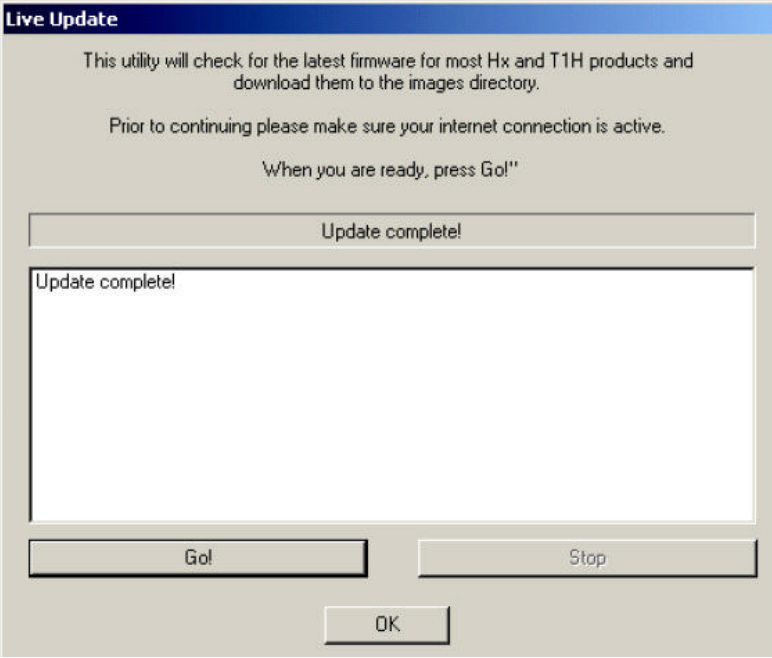 Live Update
This utility will check for the latest firmware for most Hx and T1H products and
download them to the images directory.
Prior to continuing please make sure your internet connection is active.
When you are ready, press Go!"
Update complete!
Update complete!
Go!
Stop
OK